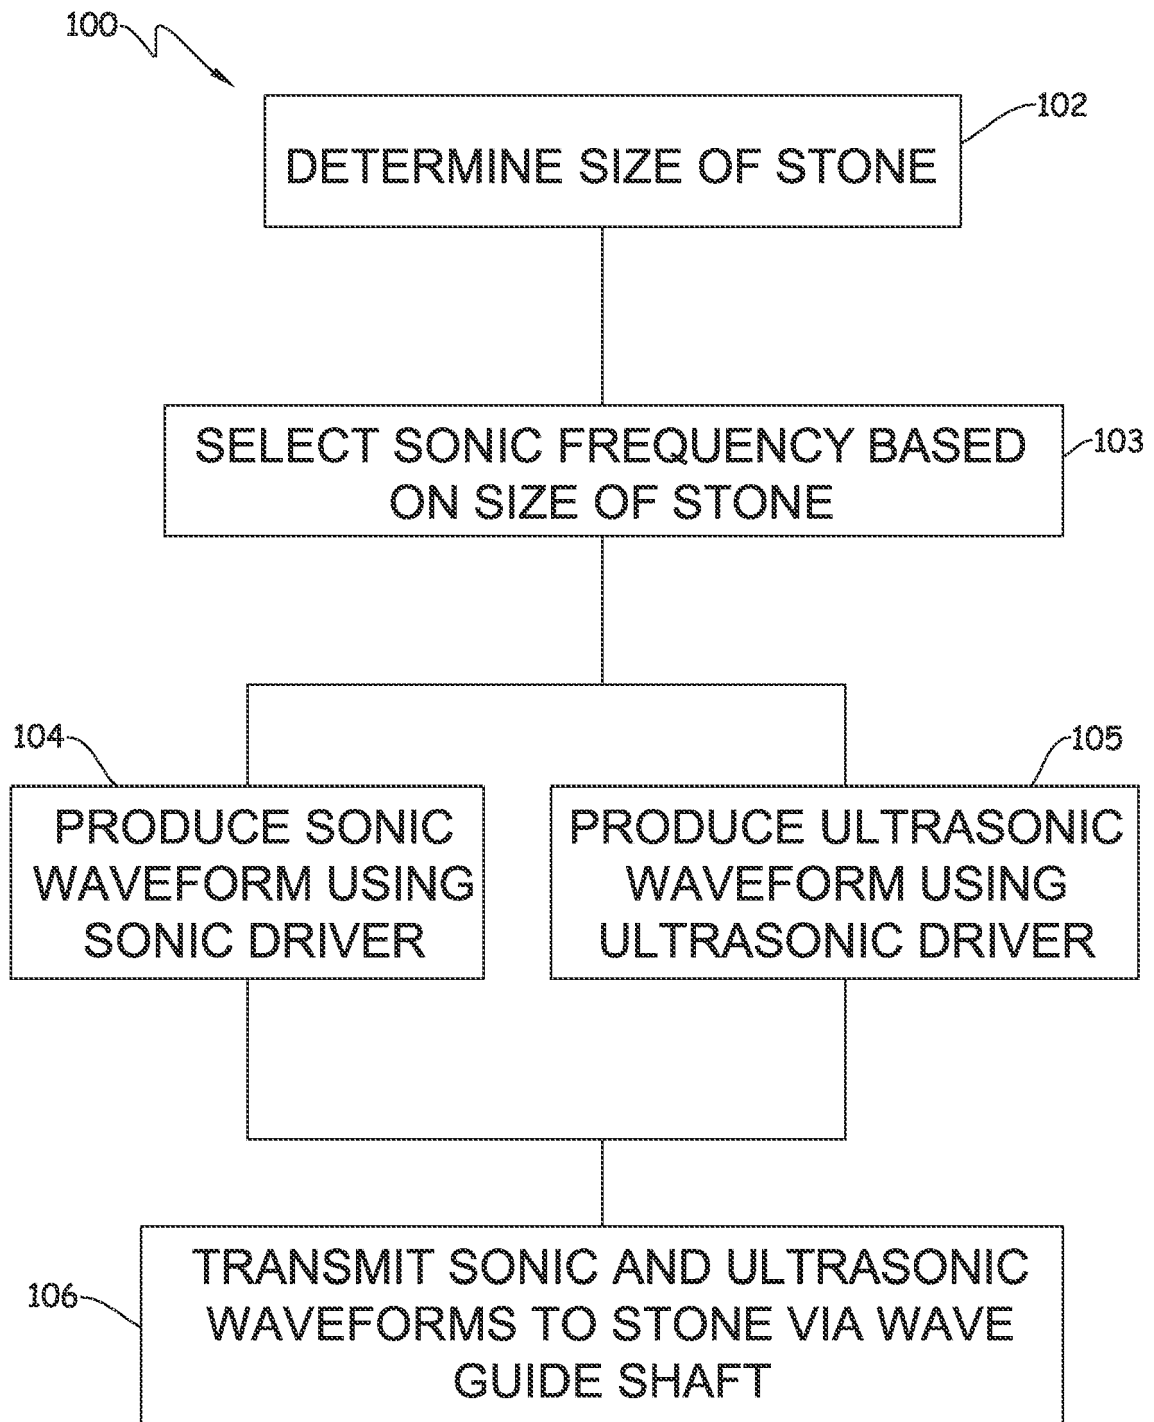 100
102
DETERMINE SIZE OF STONE
SELECT SONIC FREQUENCY BASED
ON SIZE OF STONE
103
104
105
PRODUCE SONIC
WAVEFORM USING
SONIC DRIVER
PRODUCE ULTRASONIC
WAVEFORM USING
ULTRASONIC DRIVER
106
TRANSMIT SONIC AND ULTRASONIC
WAVEFORMS TO STONE VIA WAVE
GUIDE SHAFT